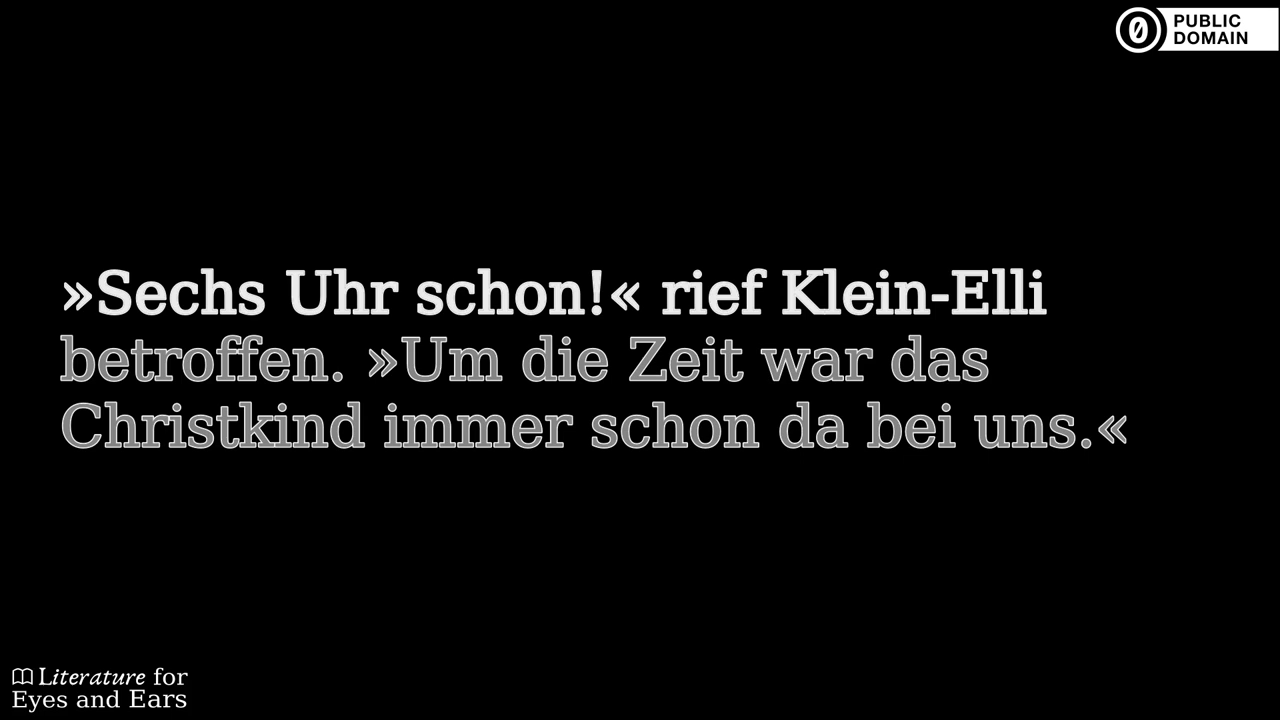 PUBLIC
DOMAIN
»Sechs Uhr schon!« rief Klein-Elli
betroffen. »Um die Zeit war das
Christkind immer schon da bei uns.«
Literature for
Eyes and Ears